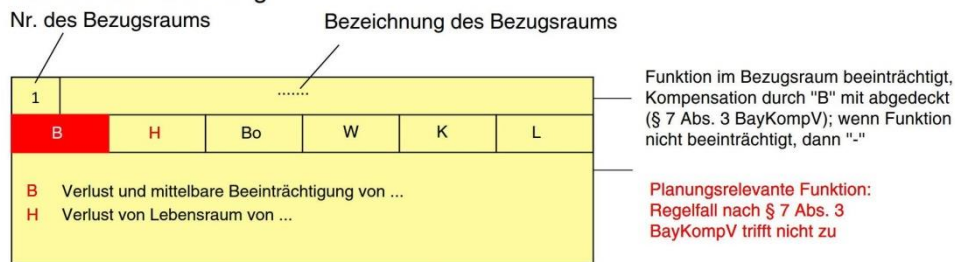 Nr. des Bezugsraums
Bezeichnung des Bezugsraums
1
.......
B H Bo W K L
B Verlust und mittelbare Beeinträchtigung von ...
H Verlust von Lebensraum von ...
Funktion im Bezugsraum beeinträchtigt,
Kompensation durch "B" mit abgedeckt
(§ 7 Abs. 3 BayKompV); wenn Funktion
nicht beeinträchtigt, dann "-"
Planungsrelevante Funktion:
Regelfall nach § 7 Abs. 3
BayKompV trifft nicht zu